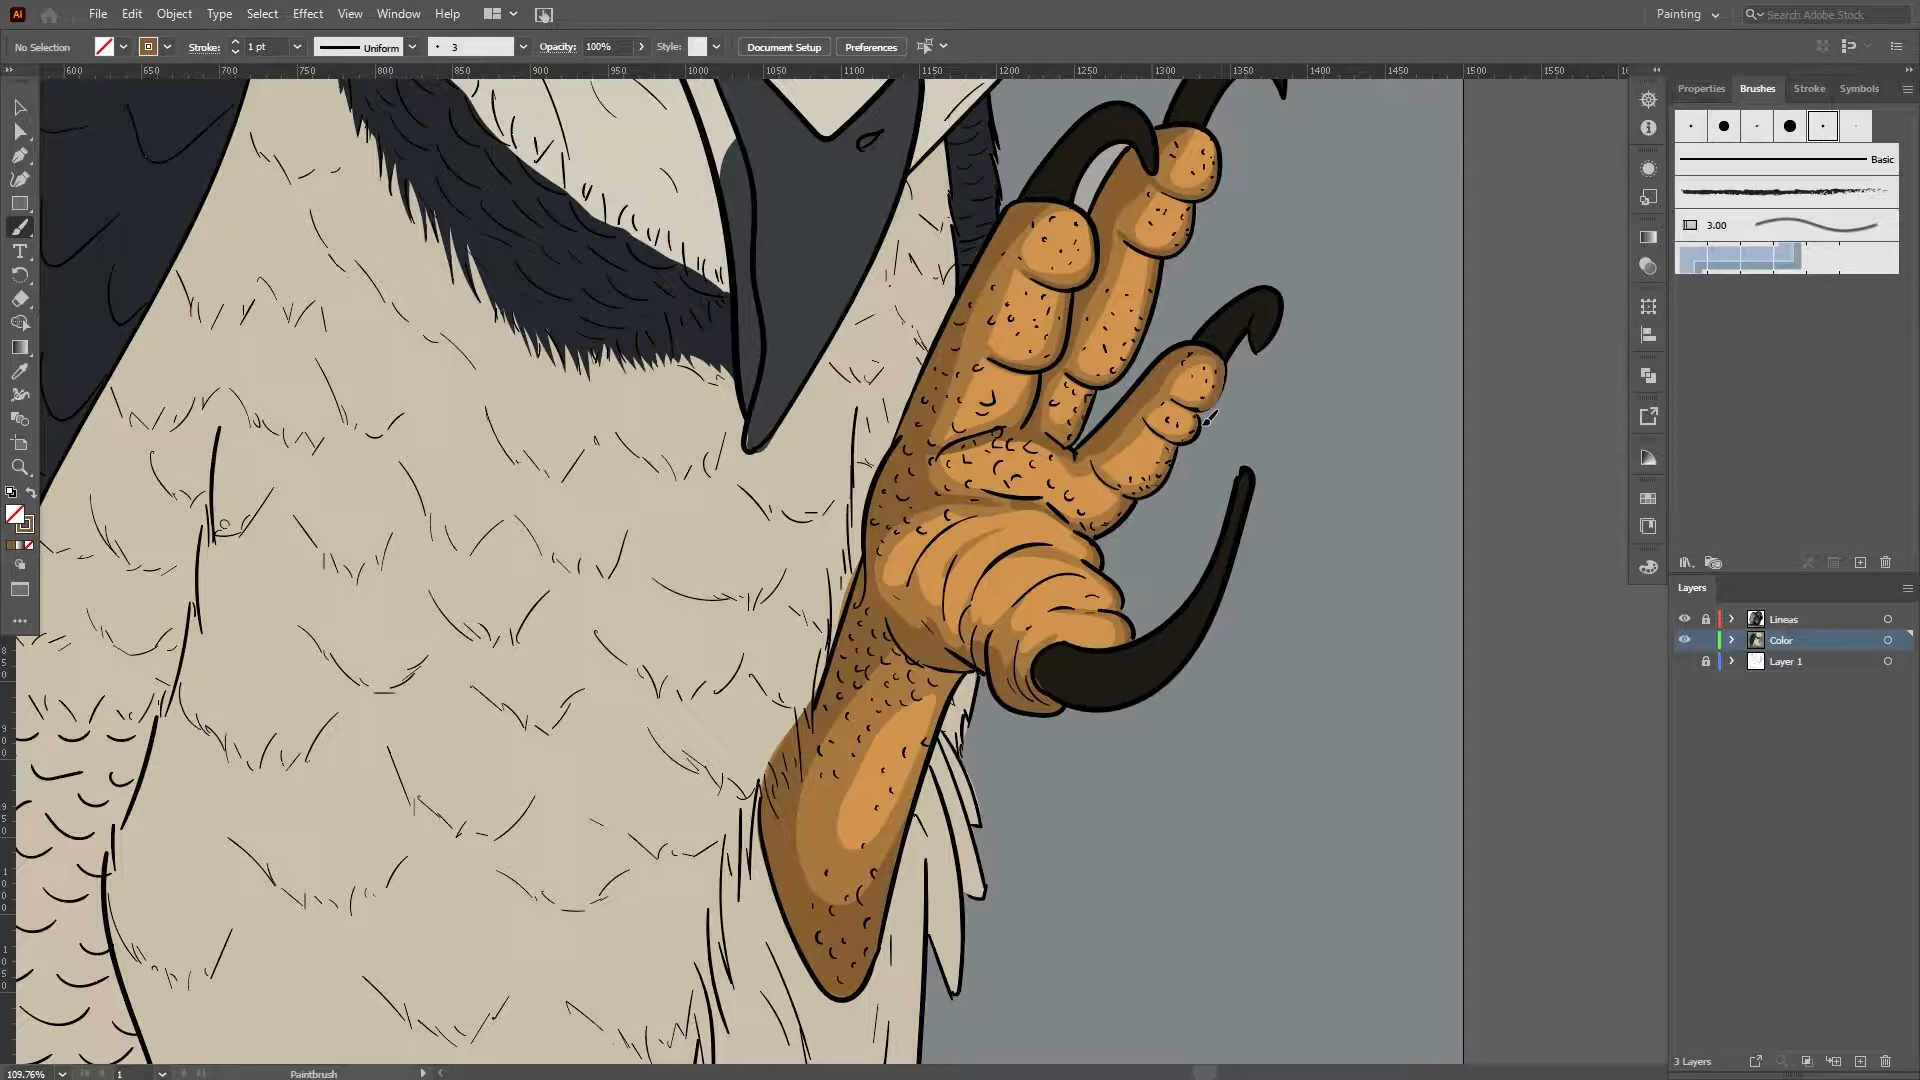 Ai File Edit Object Type Select Effect View Window Help Painting Search Adobe Stock
No Selection Stroke: 1 pt Uniform 3 Opacity: 100% Style: Document Setup Preferences
600 650 700 750 800 850 900 950 1000 1050 1100 1150 1200 1250 1300 1350 1400 1450 1500 1550
Properties Brushes Stroke Symbols
Basic
3.00
Layers
Lineas
Color
Layer 1
3 Layers
109.76% 1 Paintbrush